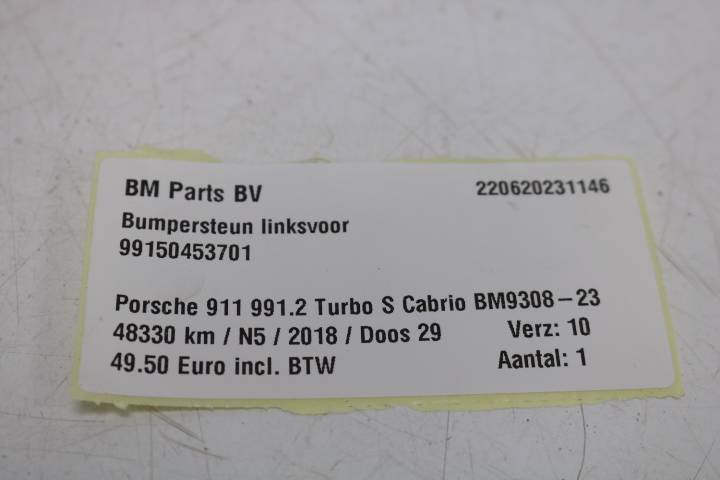 BM Parts BV 220620231146
Bumpersteun linksvoor
99150453701
Porsche 911 991.2 Turbo S Cabrio BM9308-23
48330 km / N5 / 2018 / Doos 29 Verz: 10
49.50 Euro incl. BTW Aantal: 1